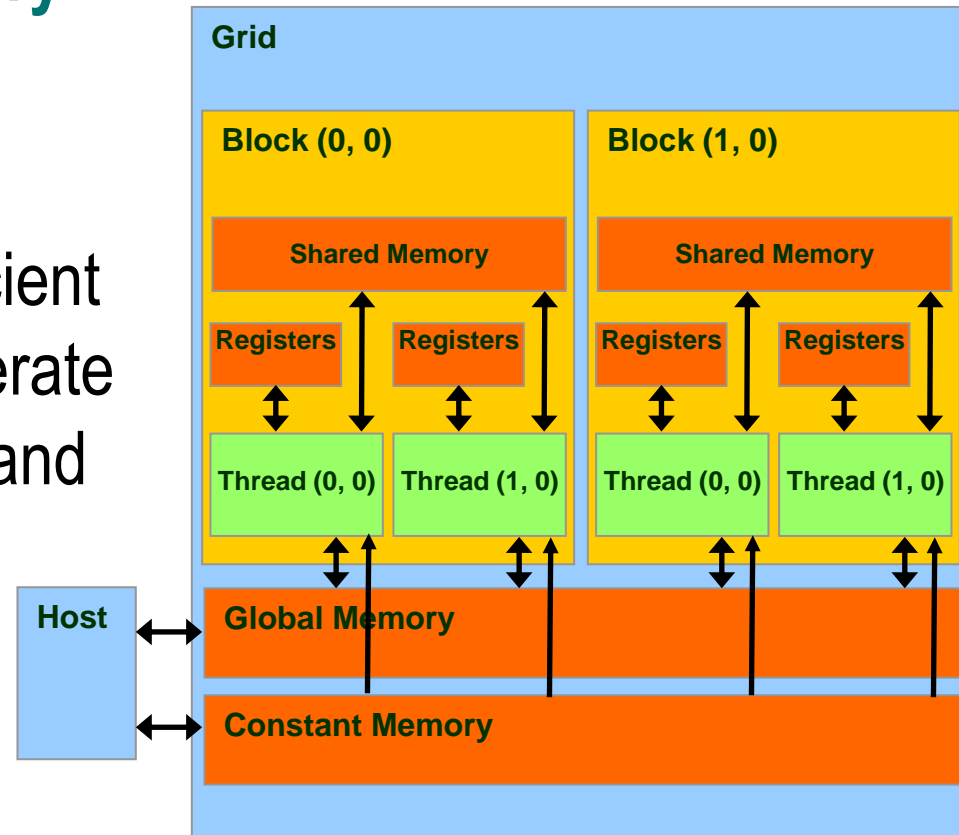 Grid
Block (0, 0)
Block (1, 0)
Shared Memory
Shared Memory
Registers
Registers
Registers
Registers
Thread (0, 0)
Thread (1, 0)
Thread (0, 0)
Thread (1, 0)
and
Host
Global Memory
Constant Memory